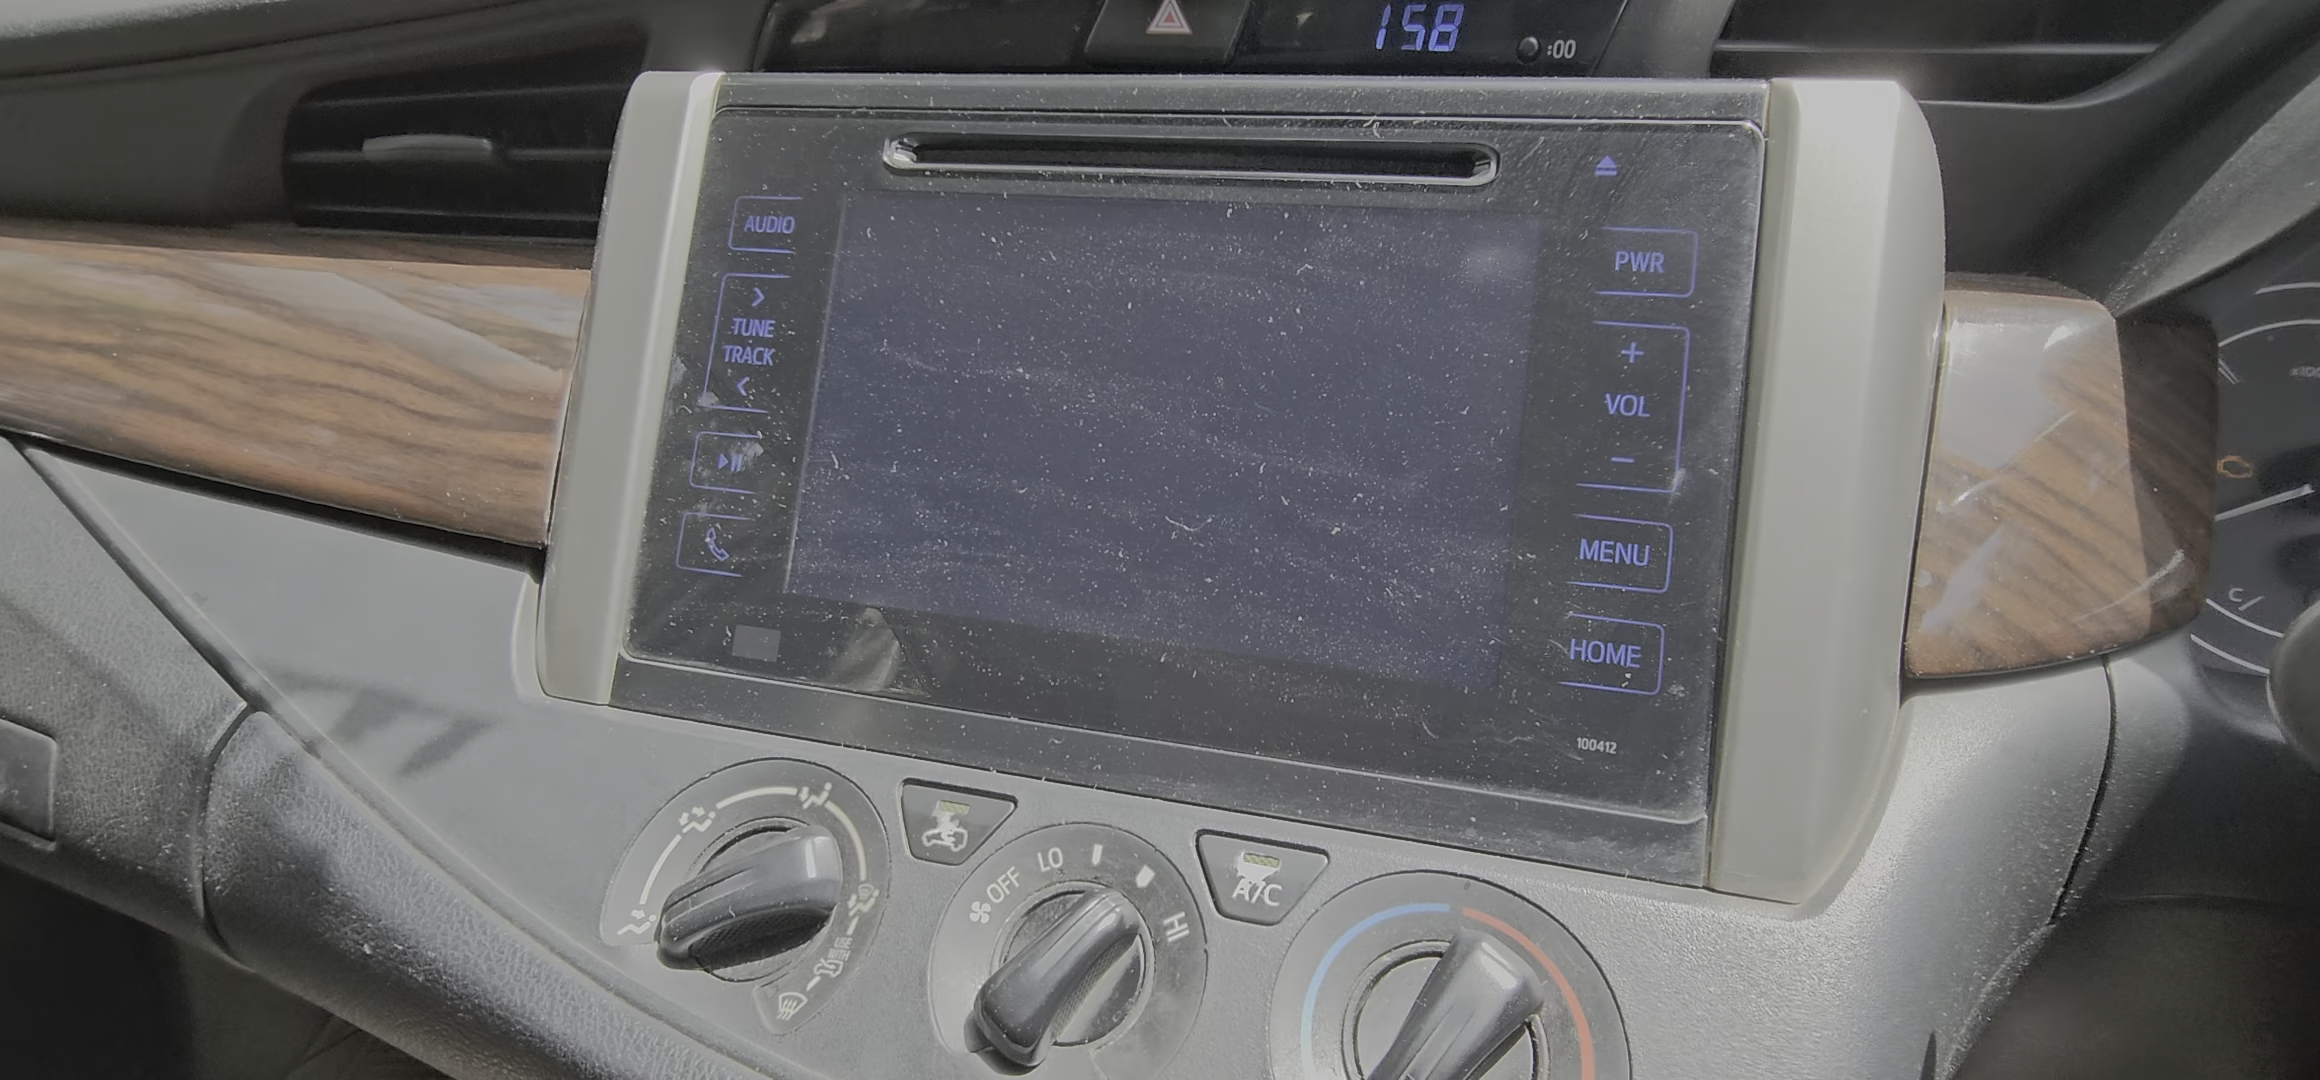 158
:00
AUDIO
PWR
TUNE
TRACK
+
VOL
−
MENU
HOME
100412
OFF
LO
HI
A/C
C